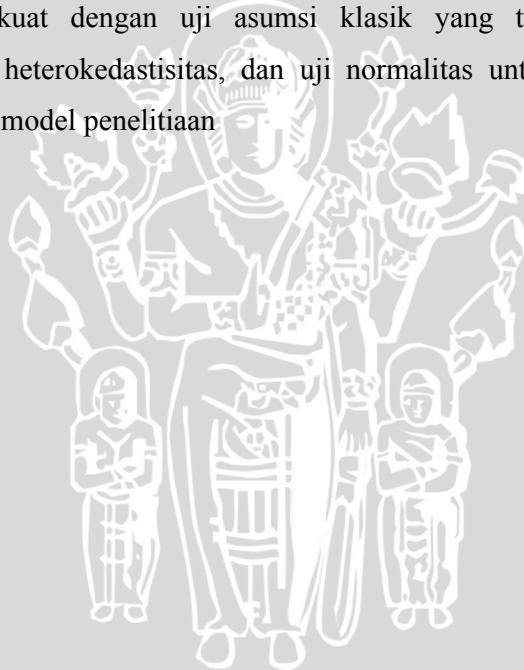 kuat dengan uji asumsi klasik yang t
heterokedastisitas, dan uji normalitas unt
model penelitiaan